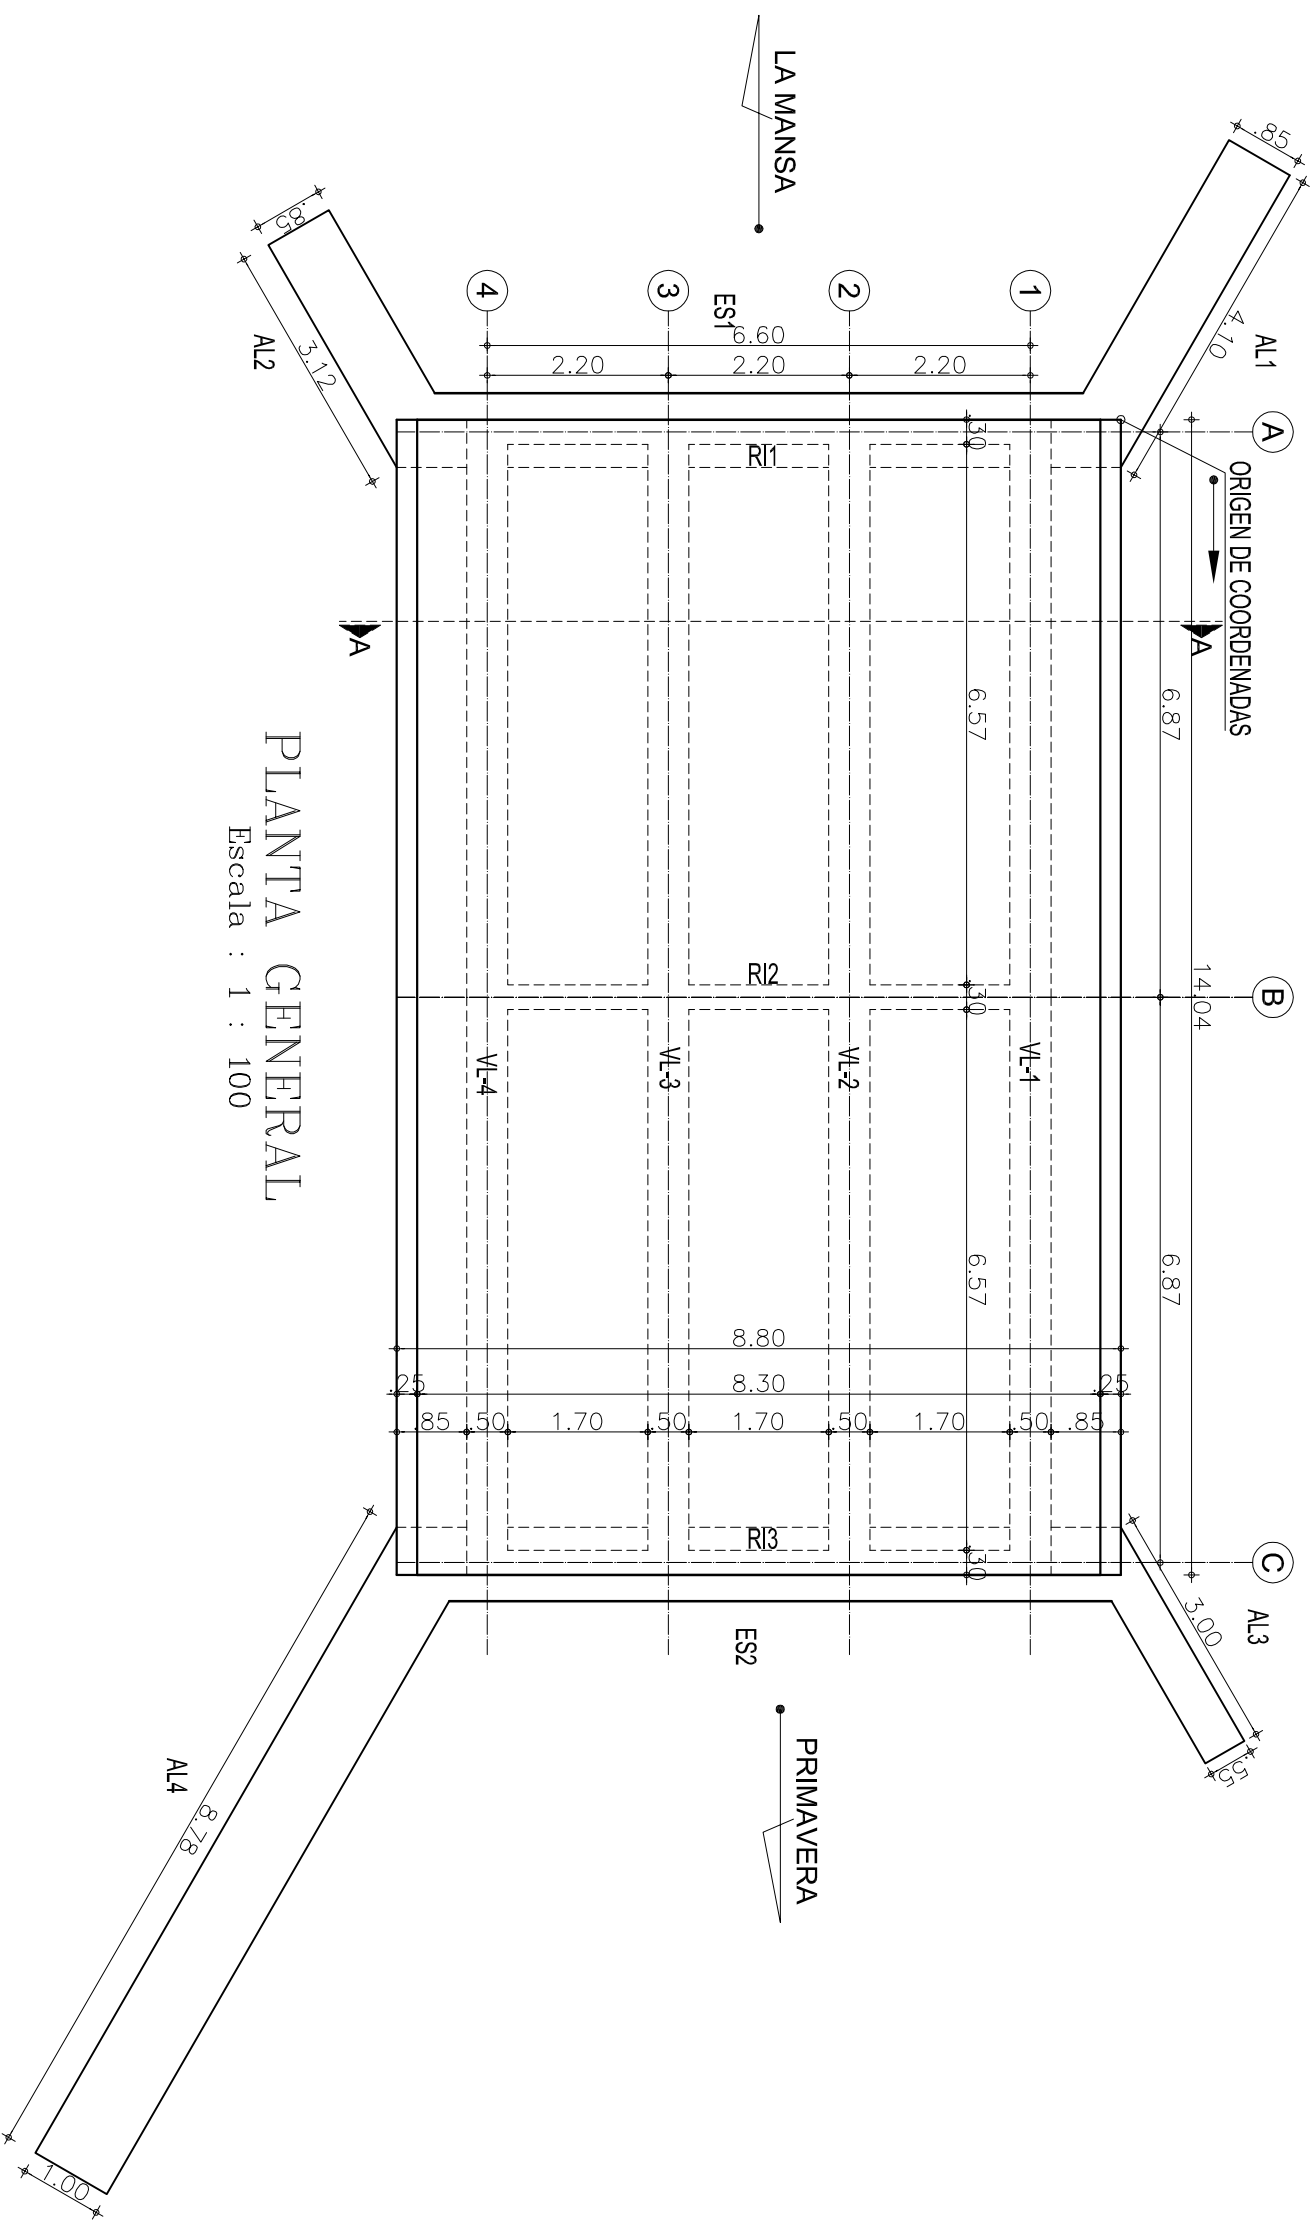 LA MANSA
.85
4.10
AL1
.85
3.12
AL2
4
3
2
1
ES1
6.60
2.20
2.20
2.20
A
ORIGEN DE COORDENADAS
.30
RI1
A
A
6.57
6.87
14.04
RI2
.30
B
VL-4
VL-3
VL-2
VL-1
6.57
6.87
8.80
.25
8.30
.25
.85
.50
1.70
.50
1.70
.50
1.70
.50
.85
RI3
.30
C
ES2
3.00
AL3
.55
PRIMAVERA
AL4
8.78
1.00
PLANTA GENERAL
Escala : 1 : 100